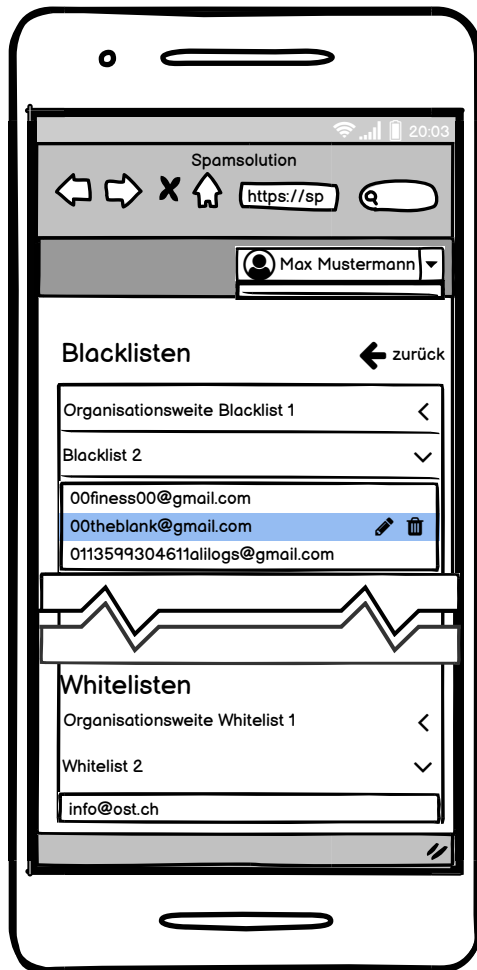 20:03
Spamsolution
https://sp
Max Mustermann
Blacklisten
zurück
Organisationsweite Blacklist 1
Blacklist 2
00finess00@gmail.com
00theblank@gmail.com
0113599304611alilogs@gmail.com
Whitelisten
Organisationsweite Whitelist 1
Whitelist 2
info@ost.ch